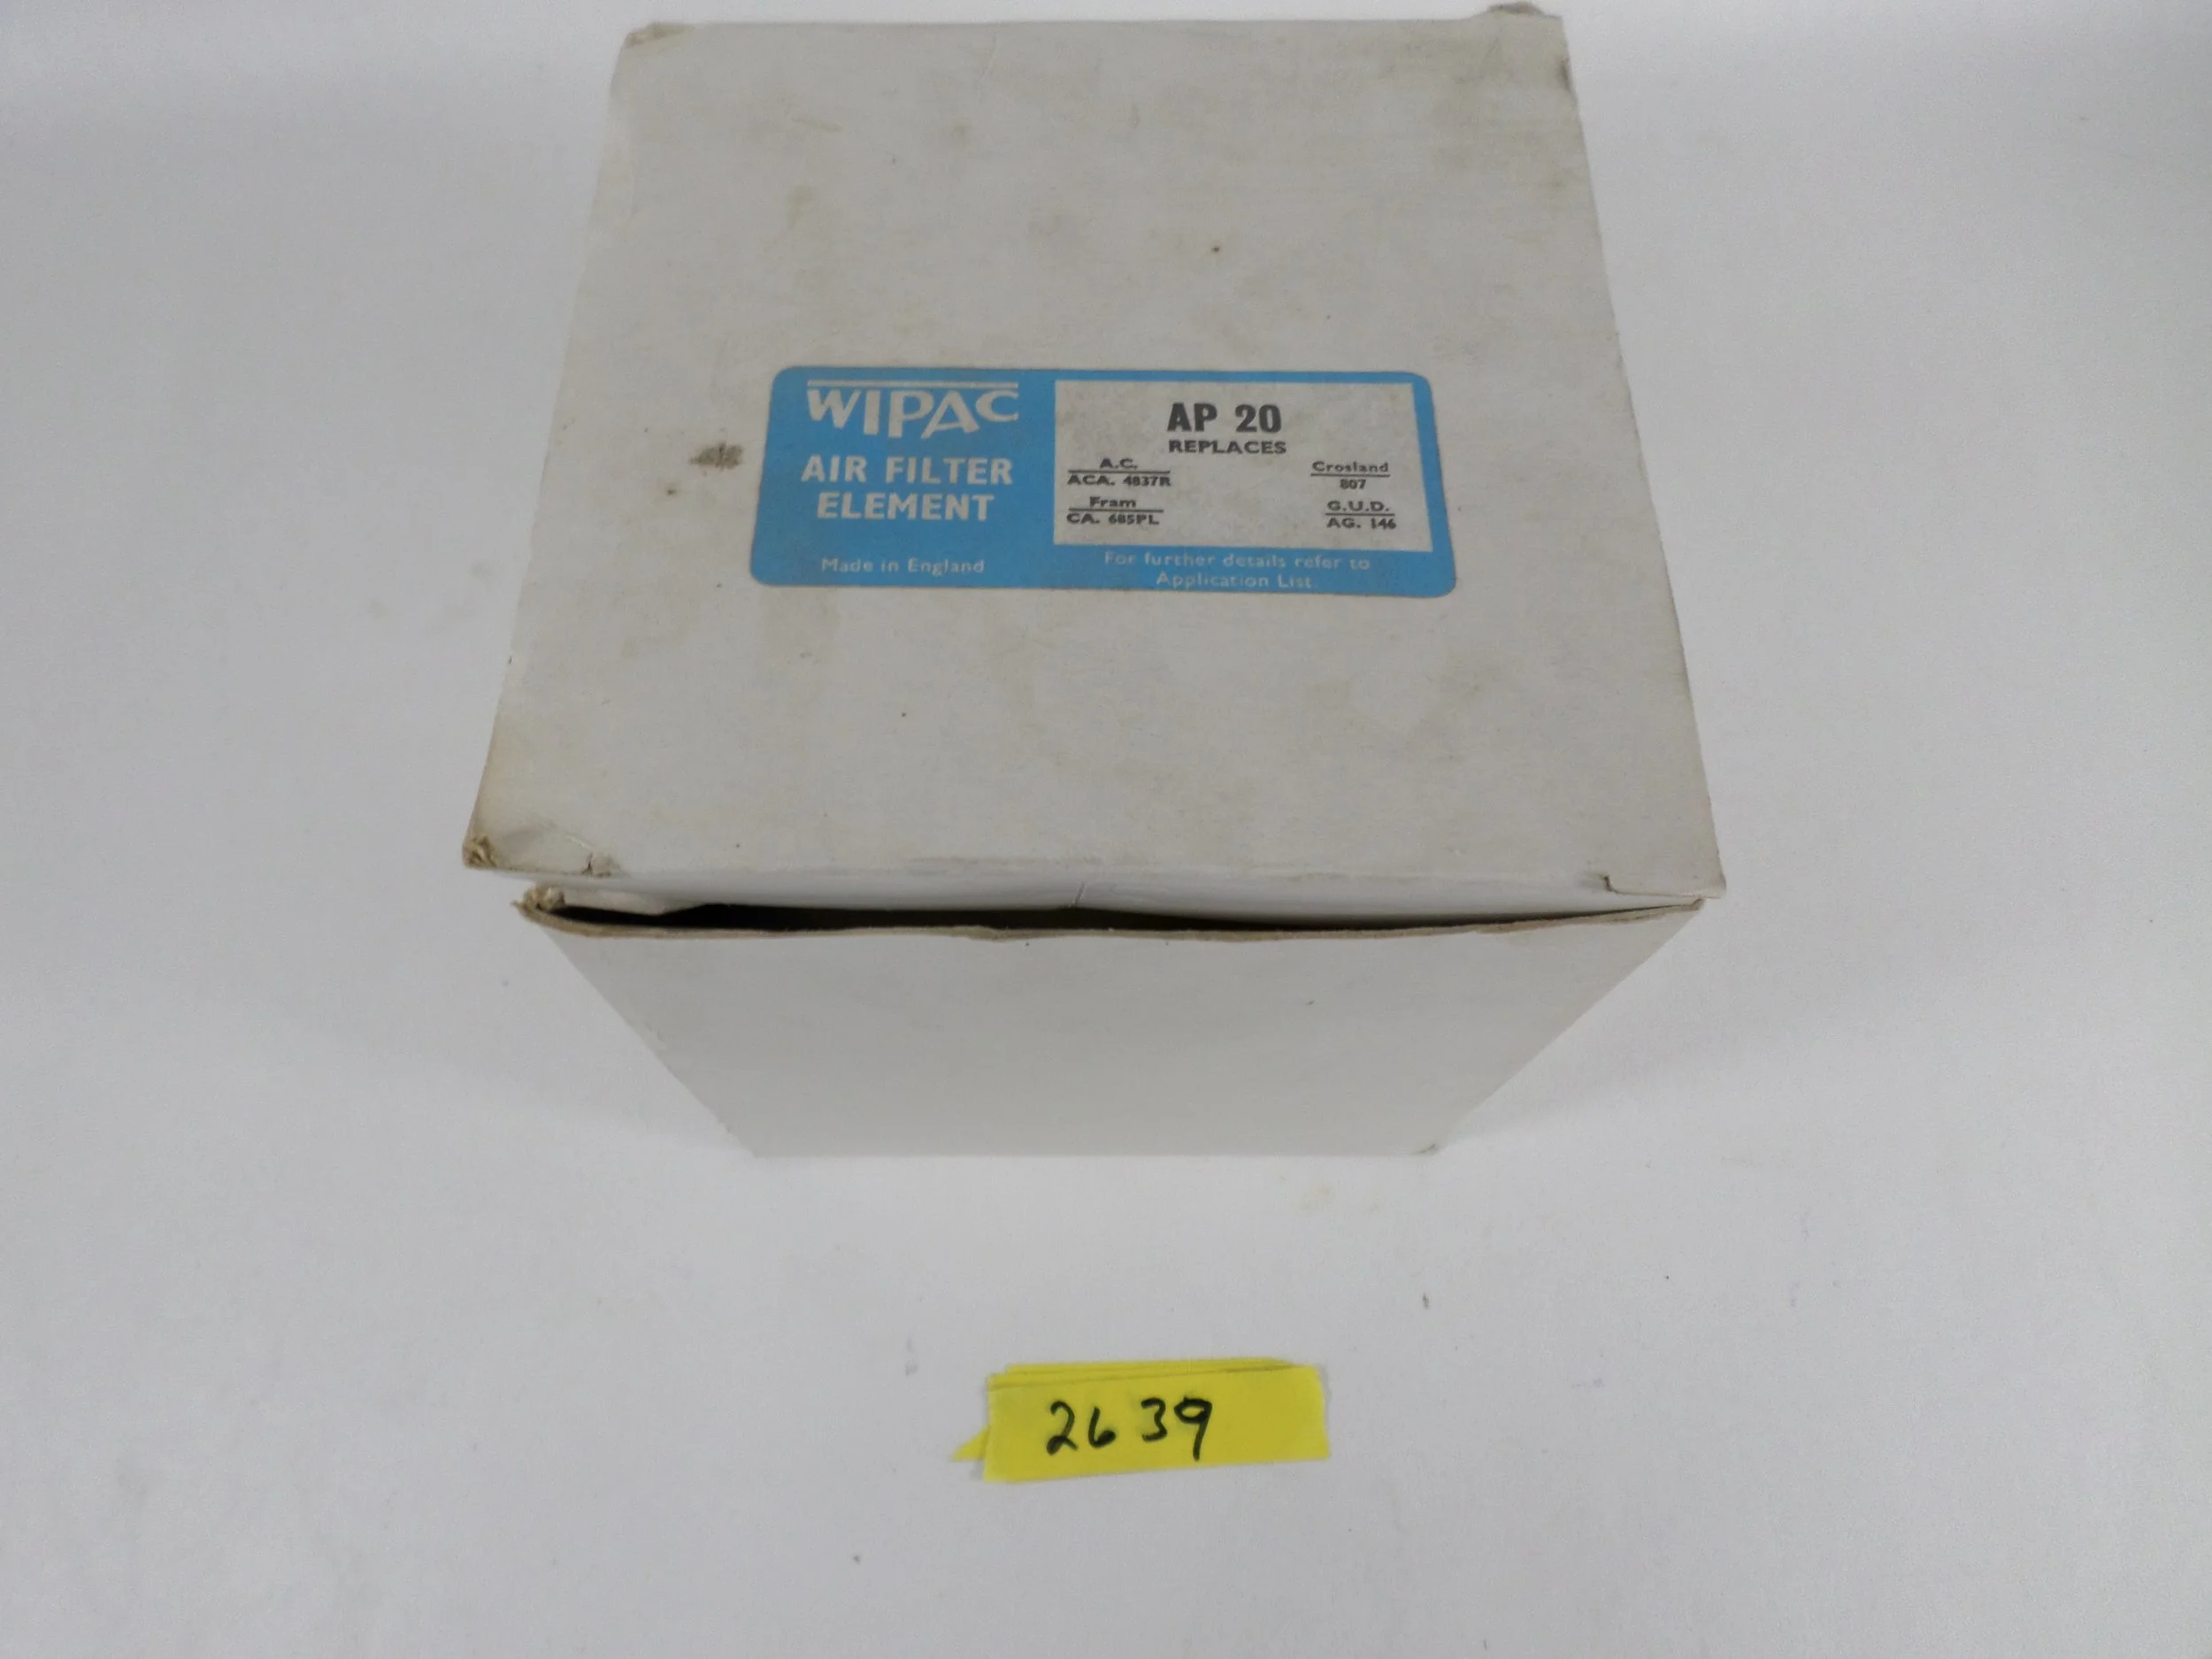 WIPAC
AIR FILTER
ELEMENT
Made in England
AP 20
REPLACES
A.C.
ACA. 4837R
Fram
CA. 685PL
Crosland
807
G.U.D.
AG. 146
For further details refer to
Application List.
2639